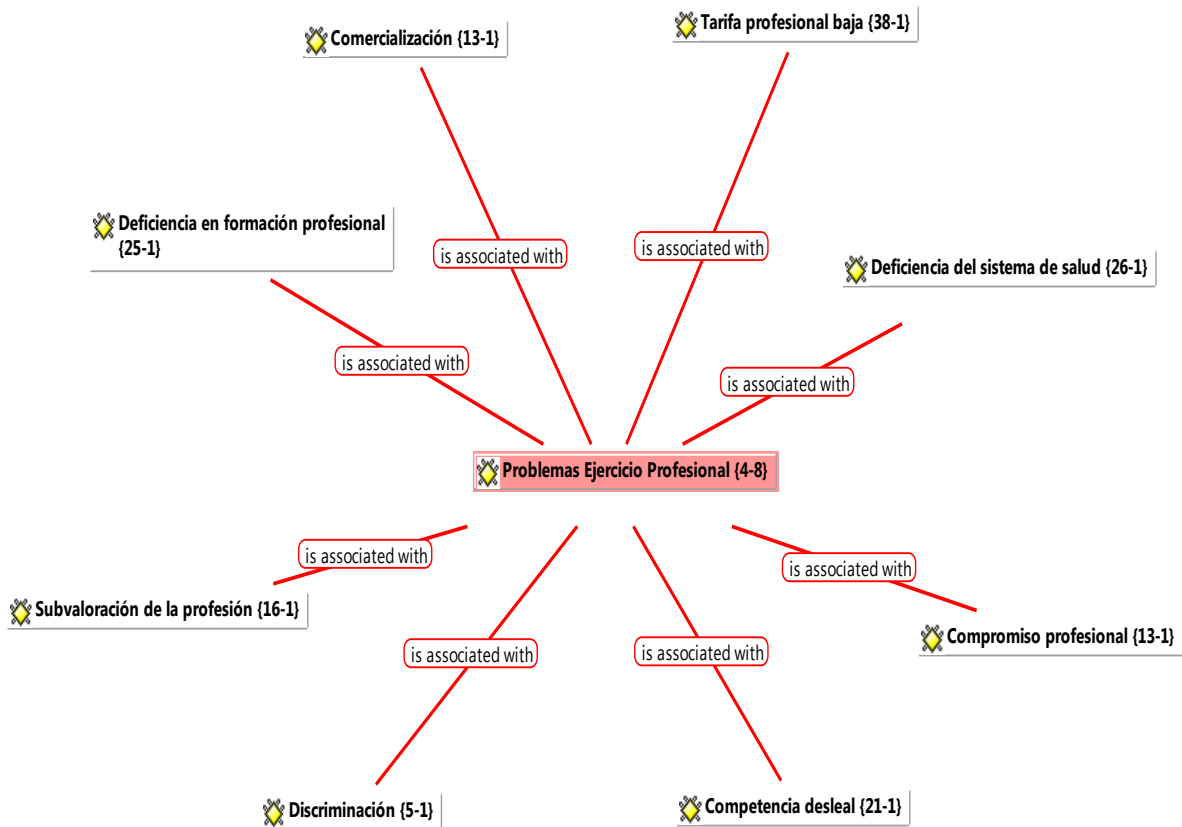 Comercialización {13-1}
Tarifa profesional baja {38-1}
Deficiencia en formación profesional
{25-1}
is associated with
is associated with
Deficiencia del sistema de salud {26-1}
is associated with
is associated with
Problemas Ejercicio Profesional {4-8}
is associated with
is associated with
Subvaloración de la profesión {16-1}
is associated with
is associated with
Compromiso profesional {13-1}
Discriminación {5-1}
Competencia desleal {21-1}